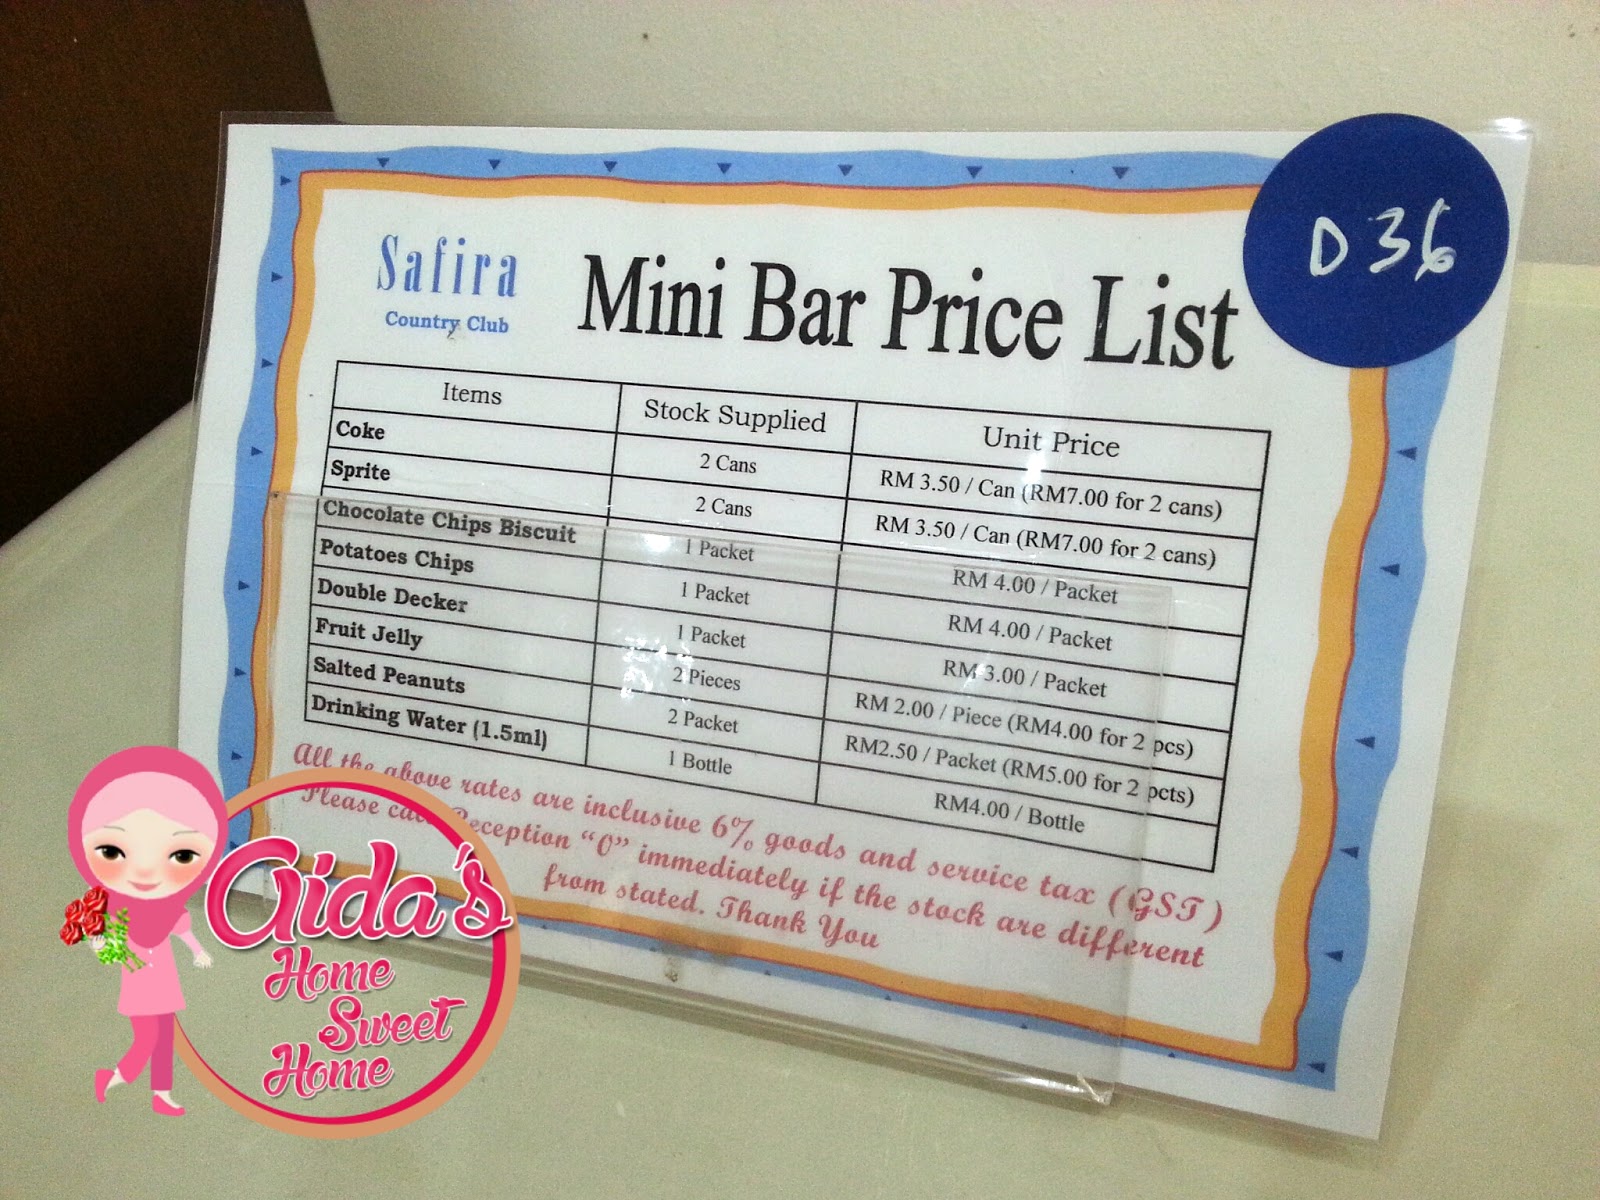 D 36
Safira
Country Club
Mini Bar Price List
Items Stock Supplied Unit Price
Coke 2 Cans RM 3.50 / Can (RM7.00 for 2 cans)
Sprite 2 Cans RM 3.50 / Can (RM7.00 for 2 cans)
Chocolate Chips Biscuit 1 Packet RM 4.00 / Packet
Potatoes Chips 1 Packet RM 4.00 / Packet
Double Decker 1 Packet RM 3.00 / Packet
Fruit Jelly 2 Pieces RM 2.00 / Piece (RM4.00 for 2 pcs)
Salted Peanuts 2 Packet RM2.50 / Packet (RM5.00 for 2 pcts)
Drinking Water (1.5ml) 1 Bottle RM4.00 / Bottle
All the above rates are inclusive 6% goods and service tax (GST)
Please call Reception "0" immediately if the stock are different
from stated. Thank You
Aida's
Home
Sweet
Home